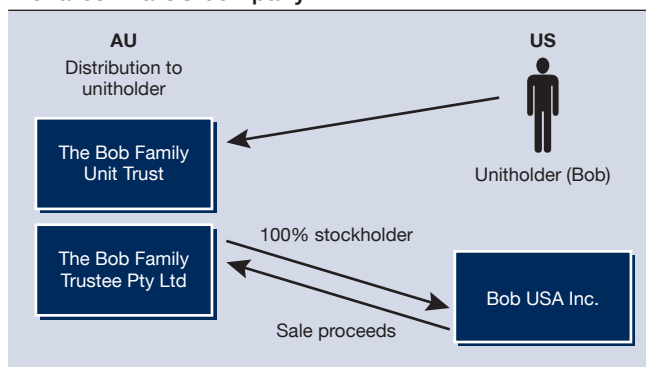 AU
US
Distribution to
unitholder
The Bob Family
Unit Trust
Unitholder (Bob)
The Bob Family
Trustee Pty Ltd
100% stockholder
Bob USA Inc.
Sale proceeds